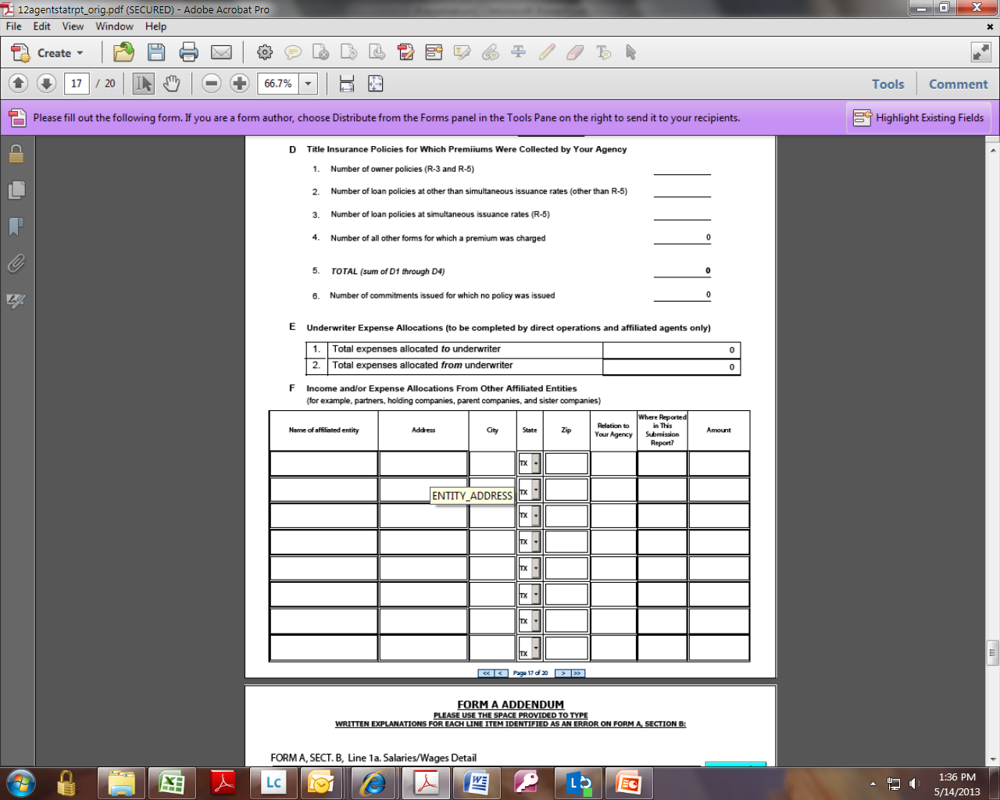 12agentstatrpt_orig.pdf (SECURED) - Adobe Acrobat Pro
File Edit View Window Help
Create
17 / 20 66.7% Tools Comment
Please fill out the following form. If you are a form author, choose Distribute from the Forms panel in the Tools Pane on the right to send it to your recipients. Highlight Existing Fields
D Title Insurance Policies for Which Premiiums Were Collected by Your Agency
1. Number of owner policies (R-3 and R-5)
2. Number of loan policies at other than simultaneous issuance rates (other than R-5)
3. Number of loan policies at simultaneous issuance rates (R-5)
4. Number of all other forms for which a premium was charged 0
5. TOTAL (sum of D1 through D4) 0
6. Number of commitments issued for which no policy was issued 0
E Underwriter Expense Allocations (to be completed by direct operations and affiliated agents only)
1. Total expenses allocated to underwriter 0
2. Total expenses allocated from underwriter 0
F Income and/or Expense Allocations From Other Affiliated Entities
(for example, partners, holding companies, parent companies, and sister companies)
Name of affiliated entity Address City State Zip Relation to Your Agency Where Reported in This Submission Report? Amount
TX
ENTITY_ADDRESS TX
TX
TX
TX
TX
TX
TX
<< < Page 17 of 20 > >>
FORM A ADDENDUM
PLEASE USE THE SPACE PROVIDED TO TYPE
WRITTEN EXPLANATIONS FOR EACH LINE ITEM IDENTIFIED AS AN ERROR ON FORM A, SECTION B:
FORM A, SECT. B, Line 1a. Salaries/Wages Detail
Lc
1:36 PM
5/14/2013